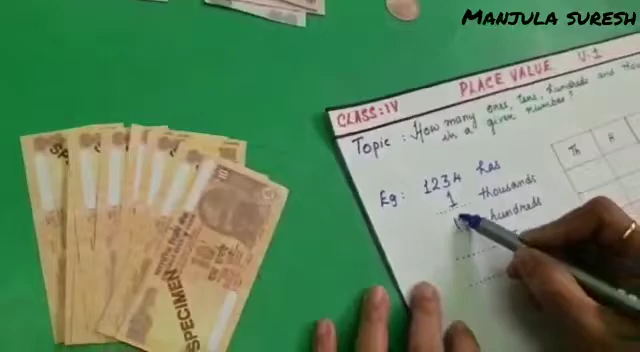 MANJULA SURESH
PLACE VALUE U.1
CLASS: IV
Topic: How many ones, tens, hundreds and
in a given number?
Th H
Eg: 1234 has
1 thousands
hundreds
10
SPECIMEN